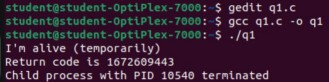 student@student-OptiPlex-7000:~$ gedit q1.c
student@student-OptiPlex-7000:~$ gcc q1.c -o q1
student@student-OptiPlex-7000:~$ ./q1
I'm alive (temporarily)
Return code is 1672609443
Child process with PID 10540 terminated